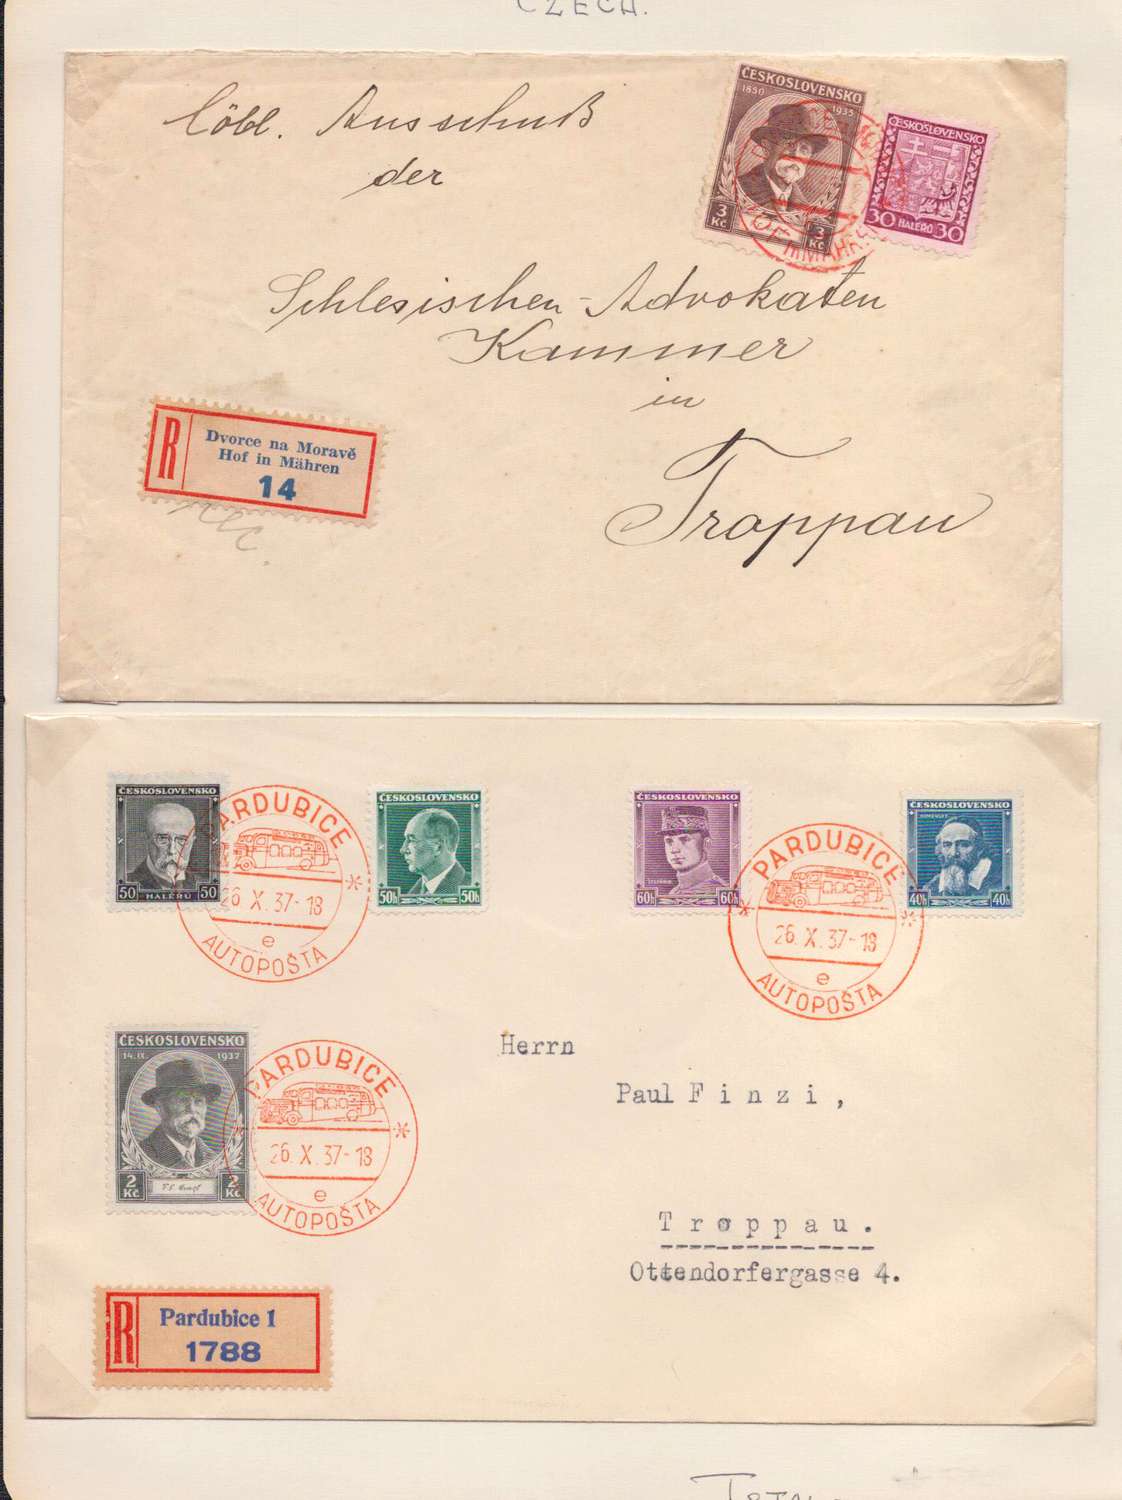 CZECH.
Löbl. Ausschuß
der
Schlesischen-Advokaten
Kammer
in
Troppau
ČESKOSLOVENSKO
1850 1935
3 Kč 3 Kč
ČESKOSLOVENSKO
30 HALÉŘŮ 30
R
Dvorce na Moravě
Hof in Mähren
14
rec.
ČESKOSLOVENSKO
50 HALÉŘŮ 50
PARDUBICE
26 X. 37-18
e
AUTOPOŠTA
ČESKOSLOVENSKO
50h 50h
ČESKOSLOVENSKO
ŠTEFÁNIK
60h 60h
PARDUBICE
26. X. 37-18
e
AUTOPOŠTA
ČESKOSLOVENSKO
KOMENSKÝ
40h 40h
ČESKOSLOVENSKO
14. IX. 1937
2 Kč 2 Kč
PARDUBICE
26. X. 37-18
e
AUTOPOŠTA
Herrn
Paul Finzi,
Troppau.
Ottendorfergasse 4.
R
Pardubice 1
1788